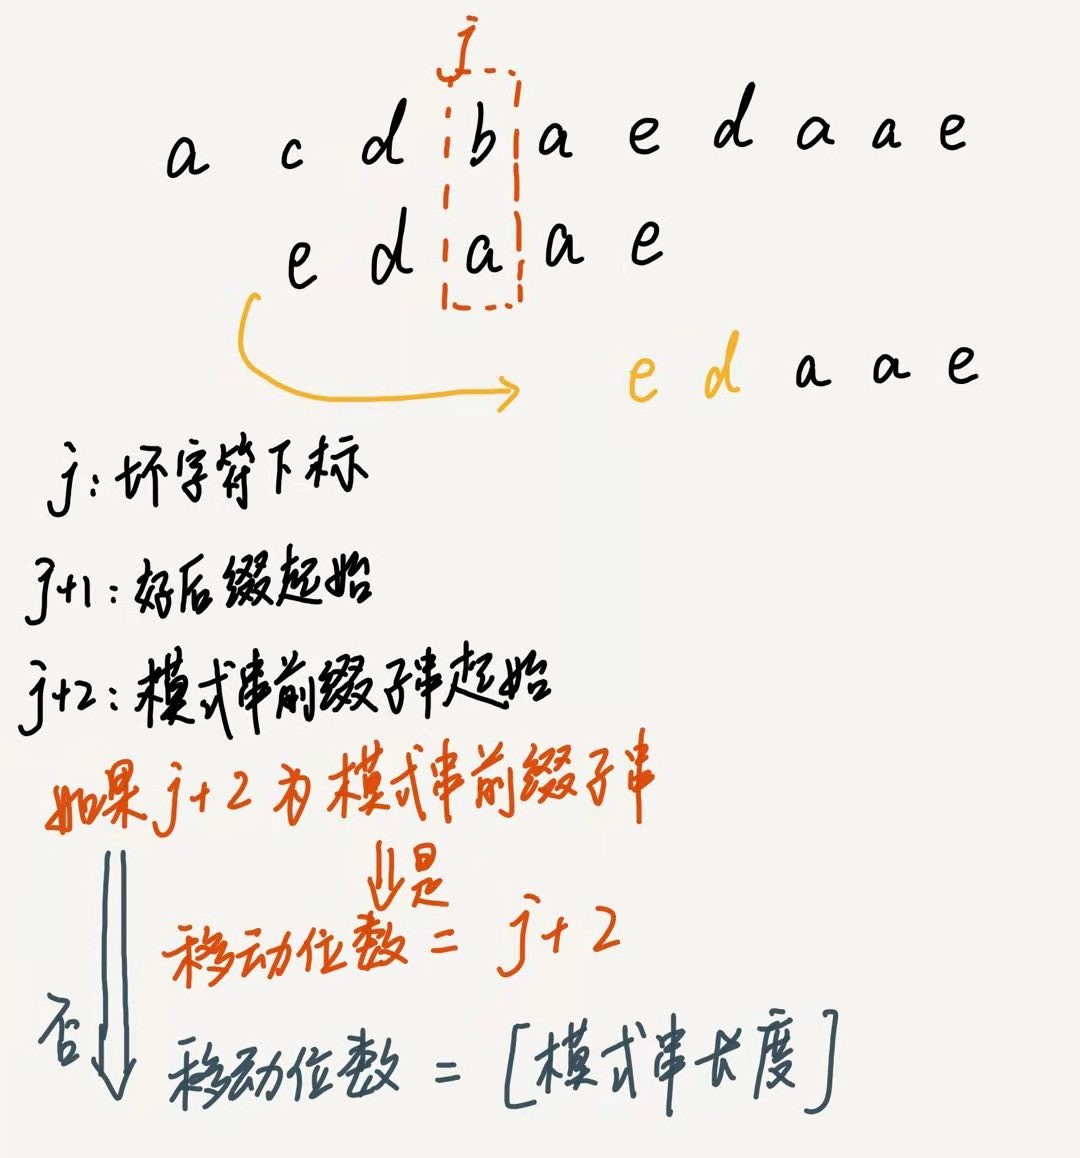 j
a c d b a e d a a e
e d a a e
e d a a e
j：坏字符下标
j+1：好后缀起始
j+2：模式串前缀子串起始
如果 j+2 为模式串前缀子串
是
移动位数 = j+2
否
移动位数 = [模式串长度]